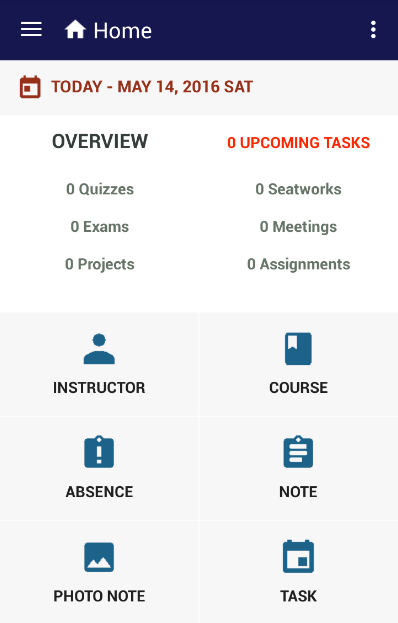 Home
TODAY - MAY 14, 2016 SAT
OVERVIEW
0 UPCOMING TASKS
0 Quizzes
0 Seatworks
0 Exams
0 Meetings
0 Projects
0 Assignments
INSTRUCTOR
COURSE
ABSENCE
NOTE
PHOTO NOTE
TASK